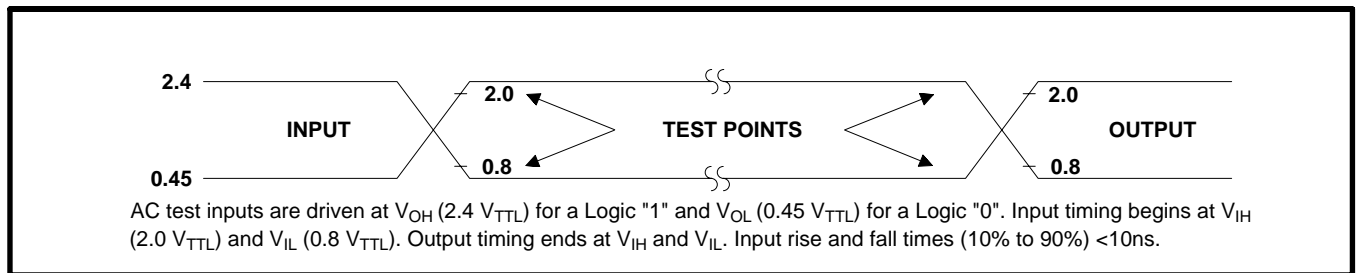 2.4
2.0 2.0
INPUT TEST POINTS OUTPUT
0.8 0.8
0.45
AC test inputs are driven at VOH (2.4 VTTL) for a Logic "1" and VOL (0.45 VTTL) for a Logic "0". Input timing begins at VIH
(2.0 VTTL) and VIL (0.8 VTTL). Output timing ends at VIH and VIL. Input rise and fall times (10% to 90%) <10ns.